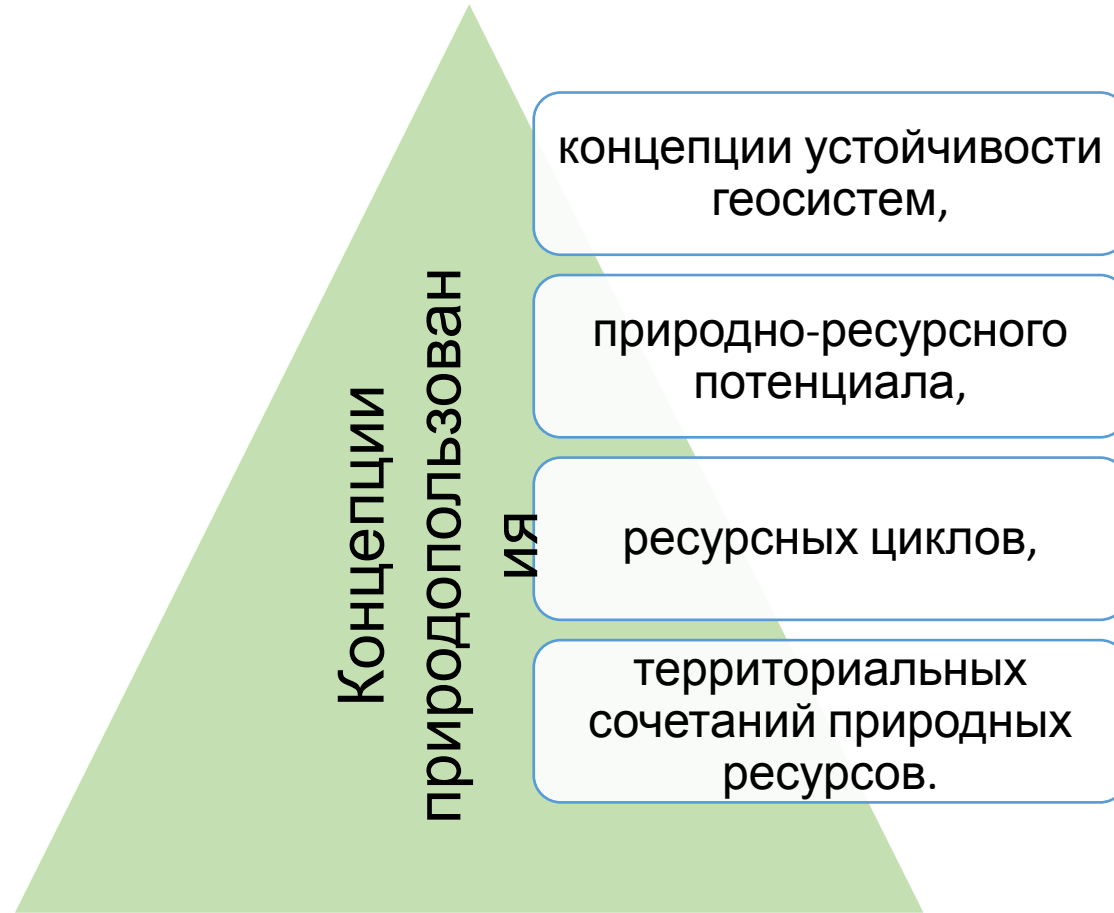 Концепции
природопользован
ия
концепции устойчивости
геосистем,
природно-ресурсного
потенциала,
ресурсных циклов,
территориальных
сочетаний природных
ресурсов.